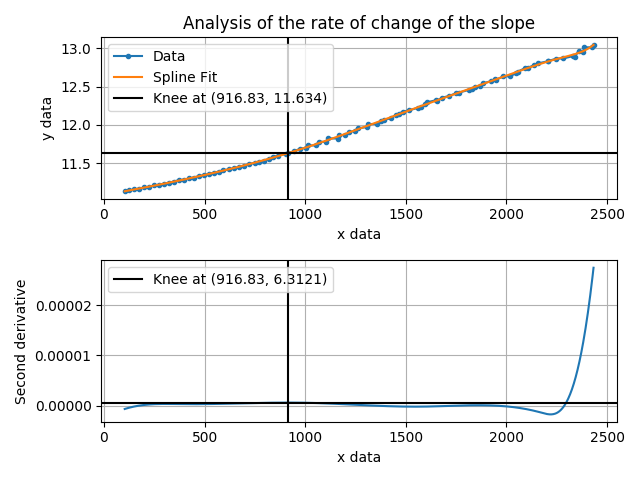 Analysis of the rate of change of the slope
13.0
12.5
12.0
11.5
y data
Data
Spline Fit
Knee at (916.83, 11.634)
0 500 1000 1500 2000 2500
x data
Second derivative
0.00002
0.00001
0.00000
Knee at (916.83, 6.3121)
0 500 1000 1500 2000 2500
x data